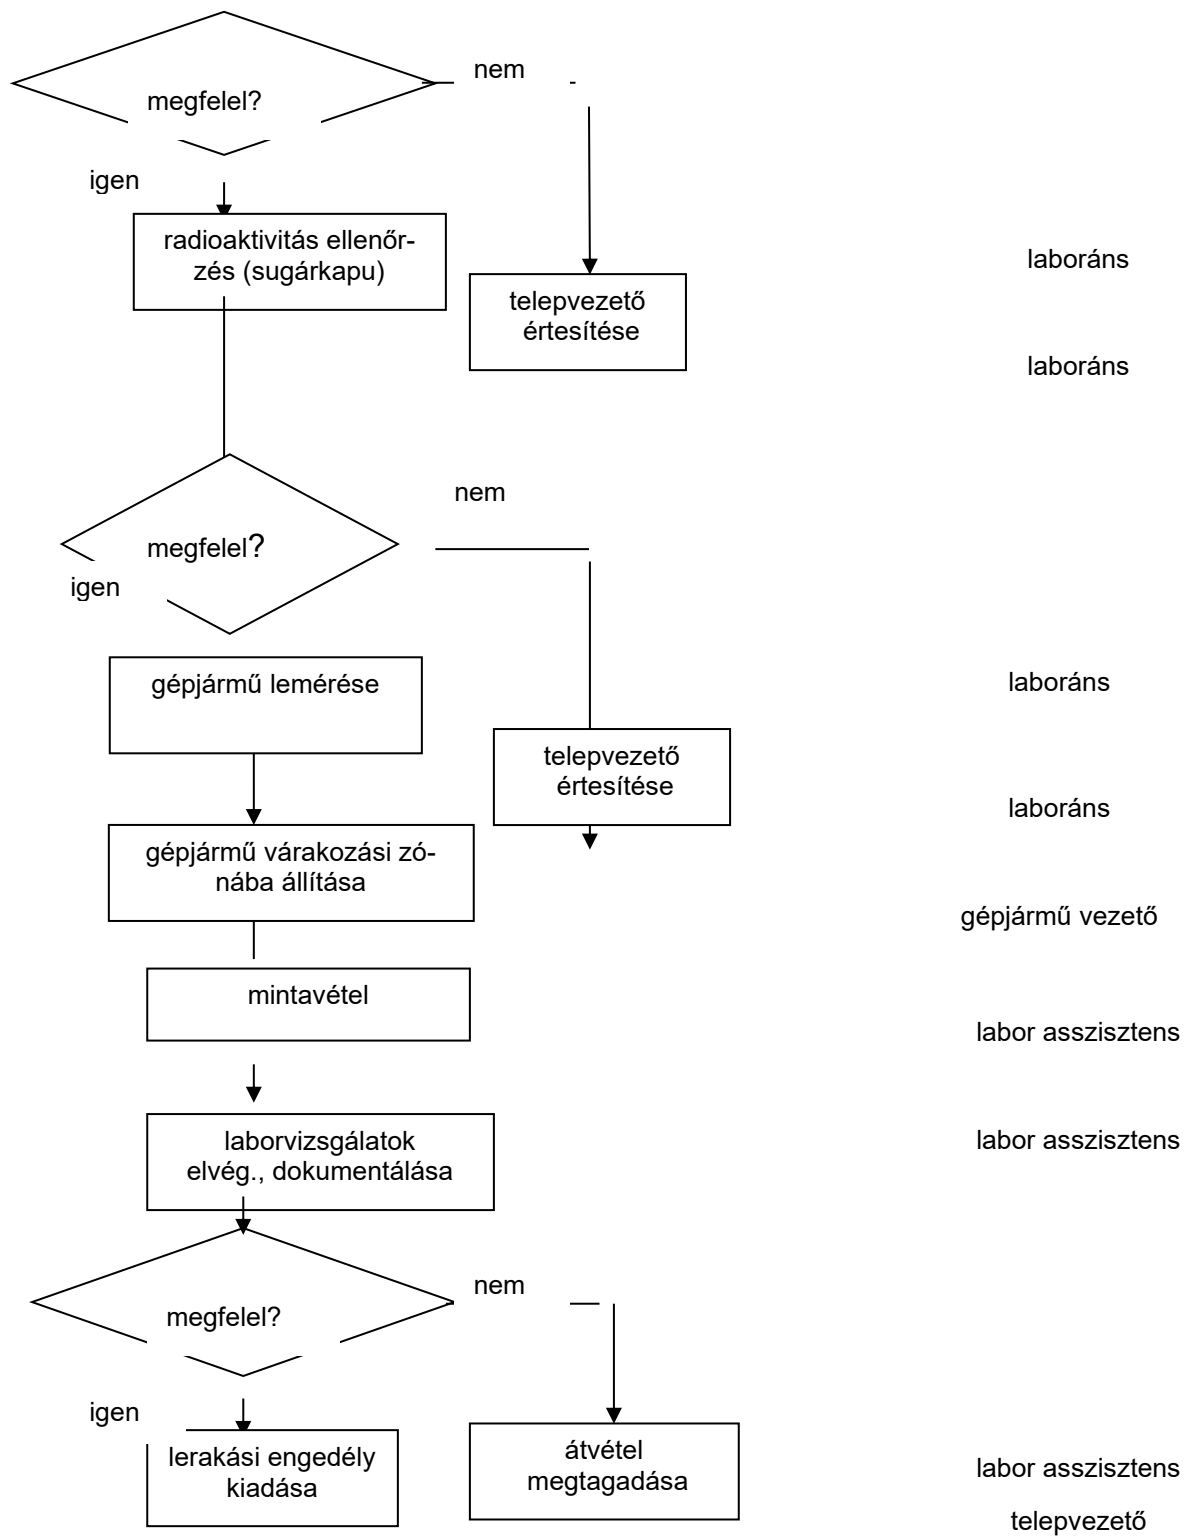 nem
megfelel?
igen
radioaktivitás ellenőr-
zés (sugárkapu)
laboráns
telepvezető
értesítése
laboráns
nem
megfelel?
igen
gépjármű lemérése
laboráns
telepvezető
értesítése
laboráns
gépjármű várakozási zó-
nába állítása
gépjármű vezető
mintavétel
labor asszisztens
laborvizsgálatok
elvég., dokumentálása
labor asszisztens
nem
megfelel?
igen
lerakási engedély
kiadása
átvétel
megtagadása
labor asszisztens
telepvezető